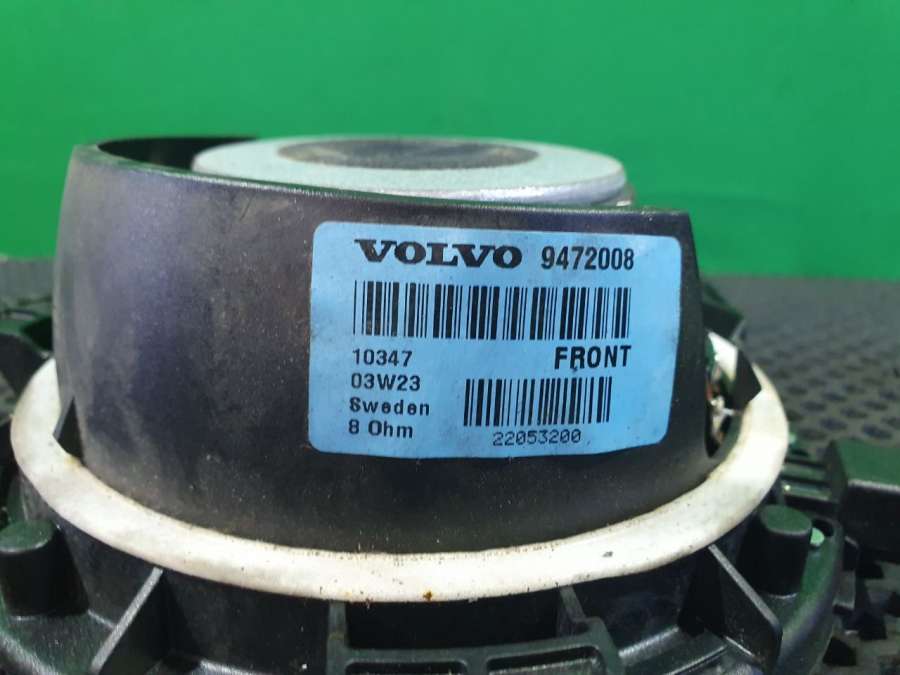 VOLVO 9472008
10347 FRONT
03W23
Sweden
8 Ohm
22053200